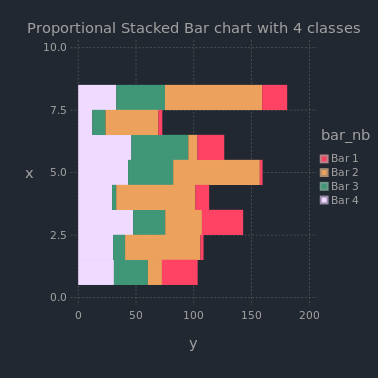 Proportional Stacked Bar chart with 4 classes
10.0
7.5
5.0
2.5
0.0
x
0
50
100
150
200
y
bar_nb
Bar 1
Bar 2
Bar 3
Bar 4